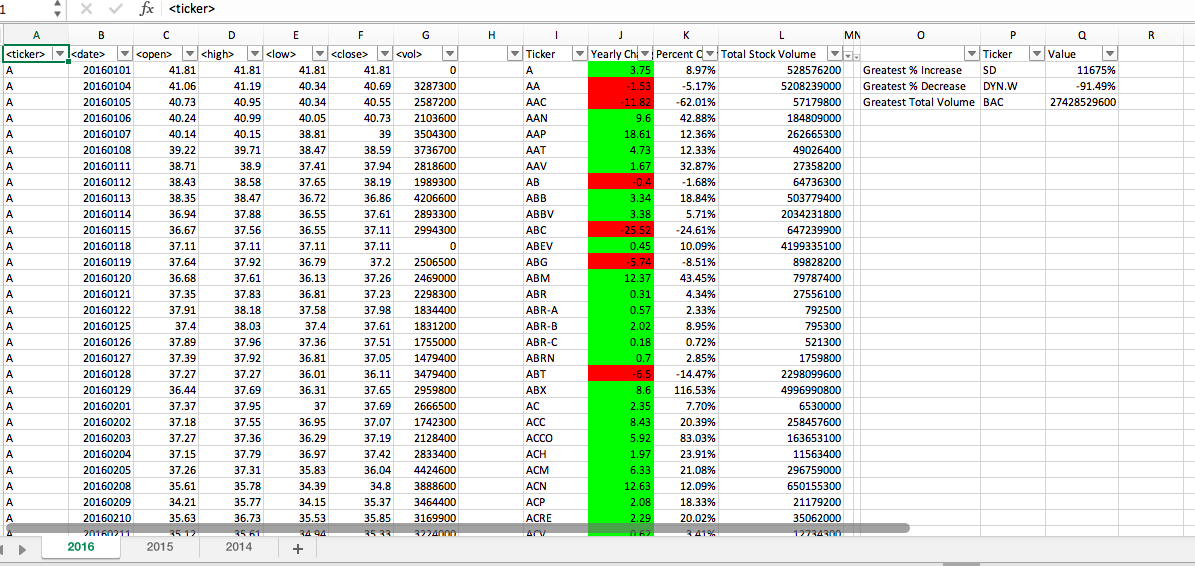 1 fx <ticker>
A B C D E F G H I J K L M N O P Q R
<ticker> <date> <open> <high> <low> <close> <vol> Ticker Yearly Cha Percent C Total Stock Volume Ticker Value
A 20160101 41.81 41.81 41.81 41.81 0 A 3.75 8.97% 528576200 Greatest % Increase SD 11675%
A 20160104 41.06 41.19 40.34 40.69 3287300 AA -1.53 -5.17% 5208239000 Greatest % Decrease DYN.W -91.49%
A 20160105 40.73 40.95 40.34 40.55 2587200 AAC -11.82 -62.01% 57179800 Greatest Total Volume BAC 27428529600
A 20160106 40.24 40.99 40.05 40.73 2103600 AAN 9.6 42.88% 184809000
A 20160107 40.14 40.15 38.81 39 3504300 AAP 18.61 12.36% 262665300
A 20160108 39.22 39.71 38.47 38.59 3736700 AAT 4.73 12.33% 49026400
A 20160111 38.71 38.9 37.41 37.94 2818600 AAV 1.67 32.87% 27358200
A 20160112 38.43 38.58 37.65 38.19 1989300 AB -0.4 -1.68% 64736300
A 20160113 38.35 38.47 36.72 36.86 4206600 ABB 3.34 18.84% 503779400
A 20160114 36.94 37.88 36.55 37.61 2893300 ABBV 3.38 5.71% 2034231800
A 20160115 36.67 37.56 36.55 37.11 2994300 ABC -25.52 -24.61% 647239900
A 20160118 37.11 37.11 37.11 37.11 0 ABEV 0.45 10.09% 4199335100
A 20160119 37.64 37.92 36.79 37.2 2506500 ABG -5.74 -8.51% 89828200
A 20160120 36.68 37.61 36.13 37.26 2469000 ABM 12.37 43.45% 79787400
A 20160121 37.35 37.83 36.81 37.23 2298300 ABR 0.31 4.34% 27556100
A 20160122 37.91 38.18 37.58 37.98 1834400 ABR-A 0.57 2.33% 792500
A 20160125 37.4 38.03 37.4 37.61 1831200 ABR-B 2.02 8.95% 795300
A 20160126 37.89 37.96 37.36 37.51 1755000 ABR-C 0.18 0.72% 521300
A 20160127 37.39 37.92 36.81 37.05 1479400 ABRN 0.7 2.85% 1759800
A 20160128 37.27 37.27 36.01 36.11 3479400 ABT -6.5 -14.47% 2298099600
A 20160129 36.44 37.69 36.31 37.65 2959800 ABX 8.6 116.53% 4996990800
A 20160201 37.37 37.95 37 37.69 2666500 AC 2.35 7.70% 6530000
A 20160202 37.18 37.55 36.95 37.07 1742300 ACC 8.43 20.39% 258457600
A 20160203 37.27 37.36 36.29 37.19 2128400 ACCO 5.92 83.03% 163653100
A 20160204 37.15 37.79 36.97 37.42 2833400 ACH 1.97 23.91% 11563400
A 20160205 37.26 37.31 35.83 36.04 4424600 ACM 6.33 21.08% 296759000
A 20160208 35.61 35.78 34.39 34.8 3888600 ACN 12.63 12.09% 650155300
A 20160209 34.21 35.77 34.15 35.37 3464400 ACP 2.08 18.33% 21179200
A 20160210 35.63 36.73 35.53 35.85 3169900 ACRE 2.29 20.02% 35062000
A 20160211 35.12 35.61 34.94 35.33 3224000 ACV 0.62 3.41% 12734300
2016 2015 2014 +